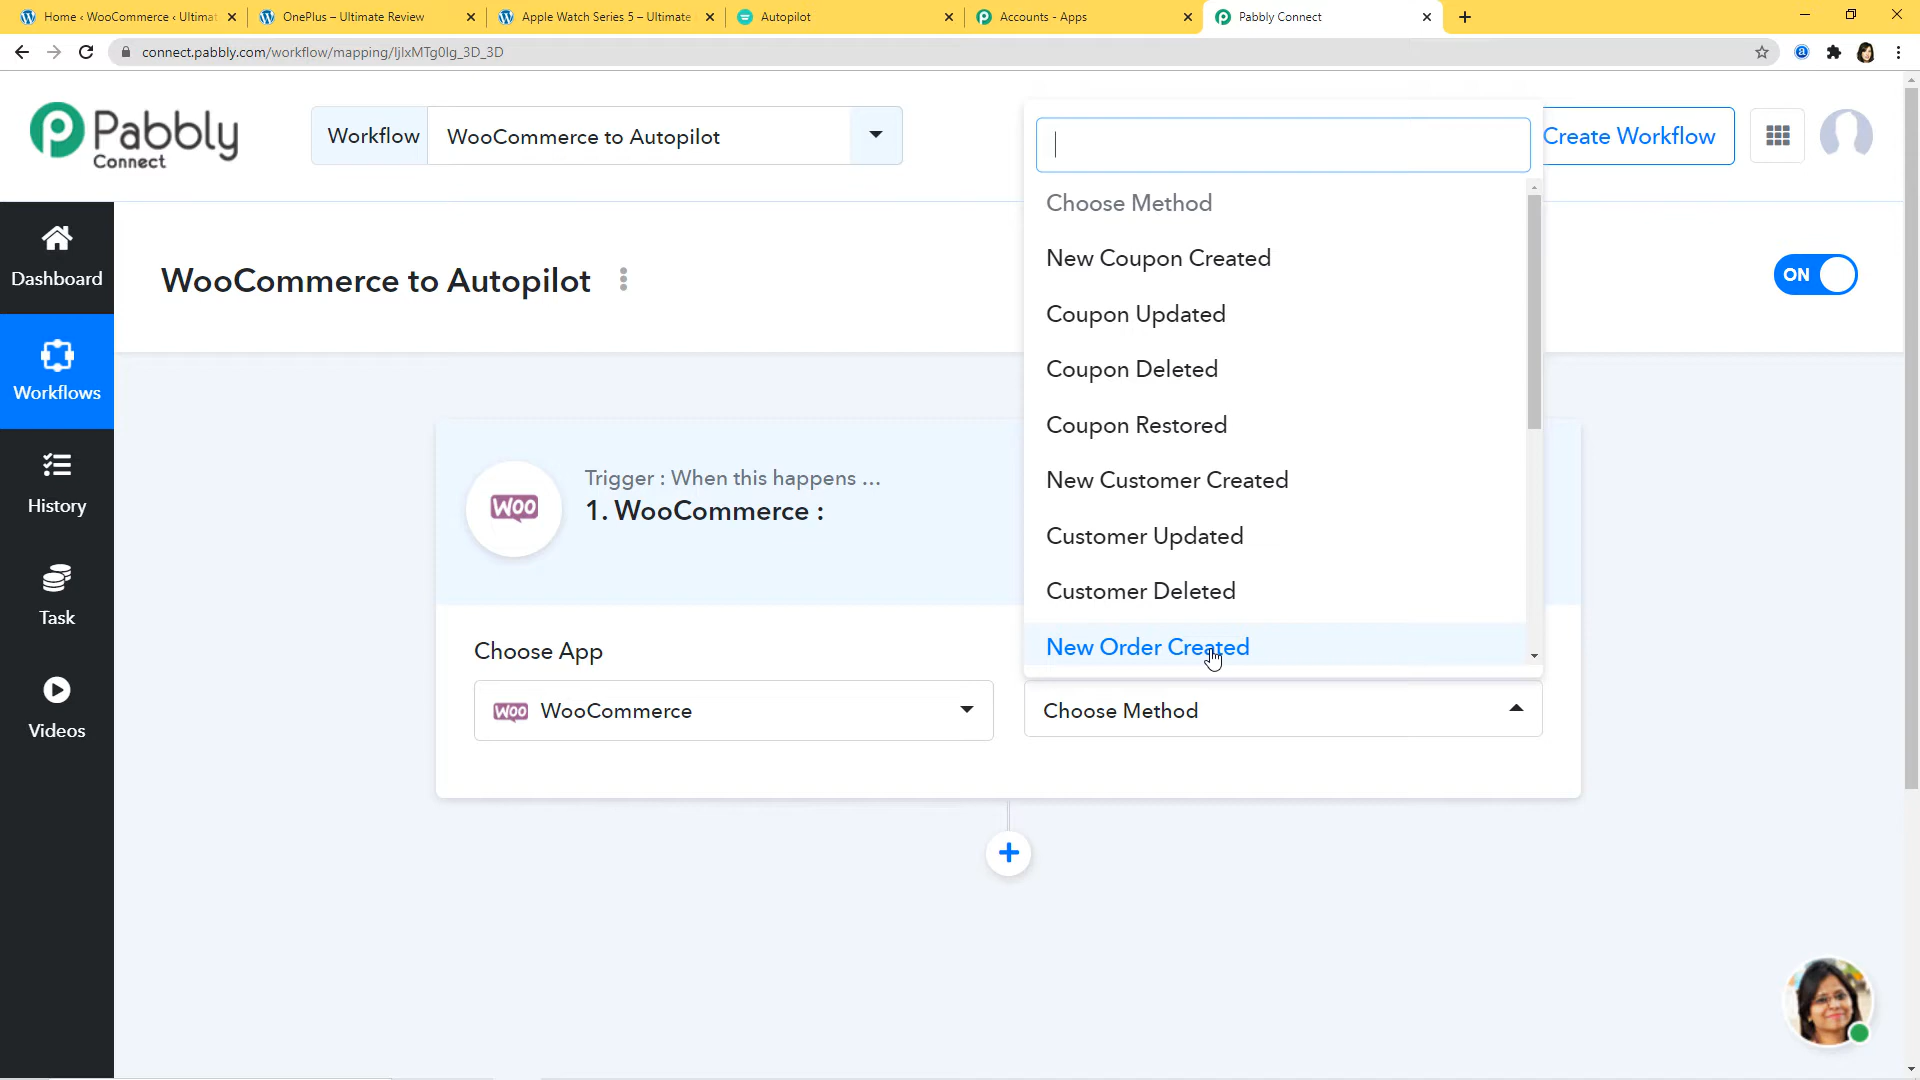 Home ‹ WooCommerce ‹ Ultimat
OnePlus – Ultimate Review
Apple Watch Series 5 – Ultimate
Autopilot
Accounts - Apps
Pabbly Connect
connect.pabbly.com/workflow/mapping/IjIxMTg0Ig_3D_3D
Pabbly
Connect
Workflow
WooCommerce to Autopilot
Create Workflow
Dashboard
Workflows
History
Task
Videos
WooCommerce to Autopilot
ON
Choose Method
New Coupon Created
Coupon Updated
Coupon Deleted
Coupon Restored
New Customer Created
Customer Updated
Customer Deleted
New Order Created
WOO
Trigger : When this happens ...
1. WooCommerce :
Choose App
WOO WooCommerce
Choose Method